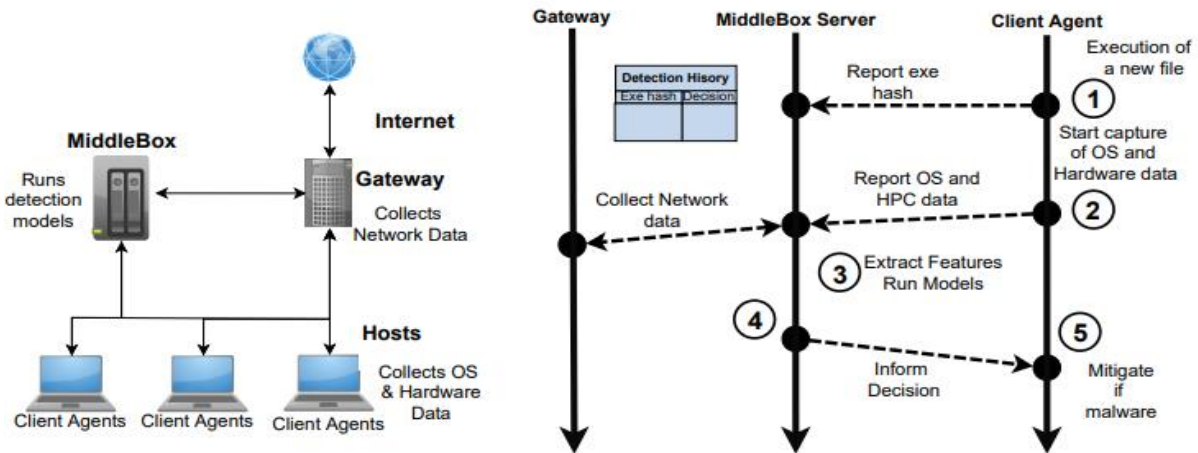 Internet
MiddleBox
Runs
detection
models
Gateway
Collects
Network Data
Hosts
Collects OS
& Hardware
Data
Client Agents
Client Agents
Client Agents
Gateway
MiddleBox Server
Client Agent
Execution of
a new file
Detection Hisory
Exe hash
Decision
Report exe
hash
1
Start capture
of OS and
Hardware data
Report OS and
HPC data
2
Collect Network
data
3
Extract Features
Run Models
4
5
Inform
Decision
Mitigate
if
malware